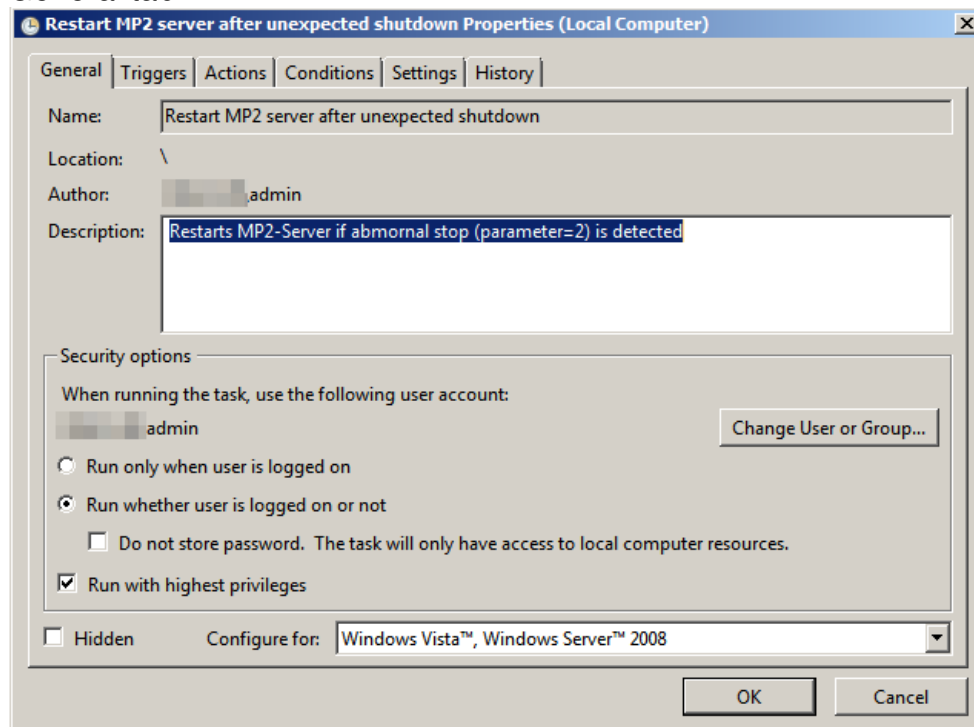 Restart MP2 server after unexpected shutdown Properties (Local Computer)
General Triggers Actions Conditions Settings History
Name: Restart MP2 server after unexpected shutdown
Location: \
Author: admin
Description: Restarts MP2-Server if abmornal stop (parameter=2) is detected
Security options
When running the task, use the following user account:
admin
Change User or Group...
Run only when user is logged on
Run whether user is logged on or not
Do not store password. The task will only have access to local computer resources.
Run with highest privileges
Hidden Configure for: Windows Vista™, Windows Server™ 2008
OK Cancel